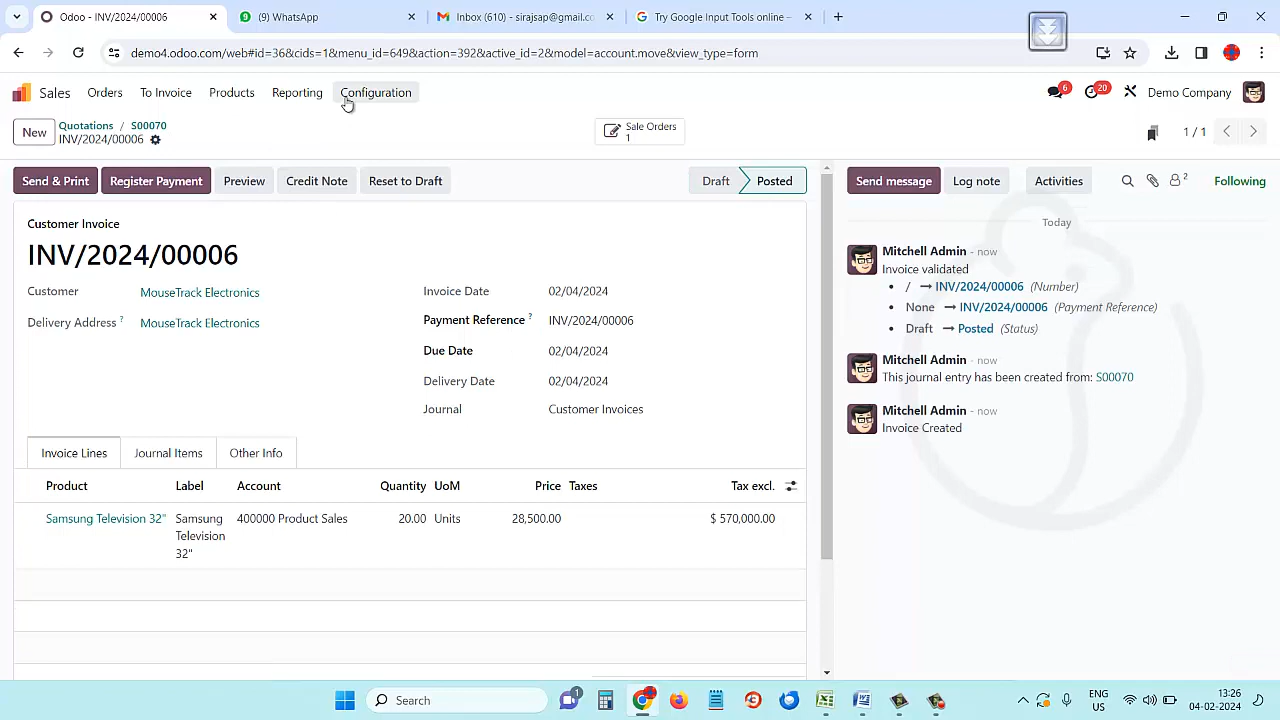 Odoo - INV/2024/00006
(9) WhatsApp
Inbox (610) - sirajsap@gmail.co
Try Google Input Tools online –
demo4.odoo.com/web#id=36&cids=1
u_id=649&action=392&active_id=2&model=account.move&view_type=form
Sales
Orders
To Invoice
Products
Reporting
Configuration
6
20
Demo Company
New
Quotations / S00070
INV/2024/00006
Sale Orders
1
1 / 1
Send & Print
Register Payment
Preview
Credit Note
Reset to Draft
Draft
Posted
Send message
Log note
Activities
2
Following
Customer Invoice
INV/2024/00006
Customer
MouseTrack Electronics
Delivery Address ?
MouseTrack Electronics
Invoice Date
02/04/2024
Payment Reference ?
INV/2024/00006
Due Date
02/04/2024
Delivery Date
02/04/2024
Journal
Customer Invoices
Today
Mitchell Admin - now
Invoice validated
• / → INV/2024/00006 (Number)
• None → INV/2024/00006 (Payment Reference)
• Draft → Posted (Status)
Mitchell Admin - now
This journal entry has been created from: S00070
Mitchell Admin - now
Invoice Created
Invoice Lines
Journal Items
Other Info
Product
Label
Account
Quantity
UoM
Price
Taxes
Tax excl.
Samsung Television 32"
Samsung
Television
32"
400000 Product Sales
20.00
Units
28,500.00
$ 570,000.00
Search
1
ENG
US
13:26
04-02-2024